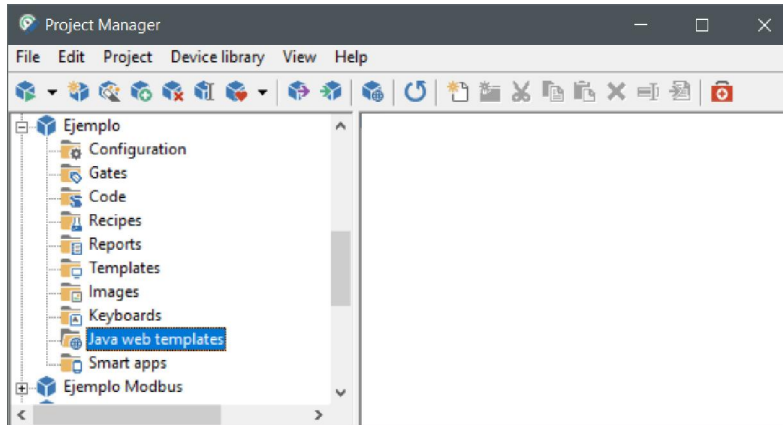 Project Manager
File Edit Project Device library View Help
Ejemplo
Configuration
Gates
Code
Recipes
Reports
Templates
Images
Keyboards
Java web templates
Smart apps
Ejemplo Modbus